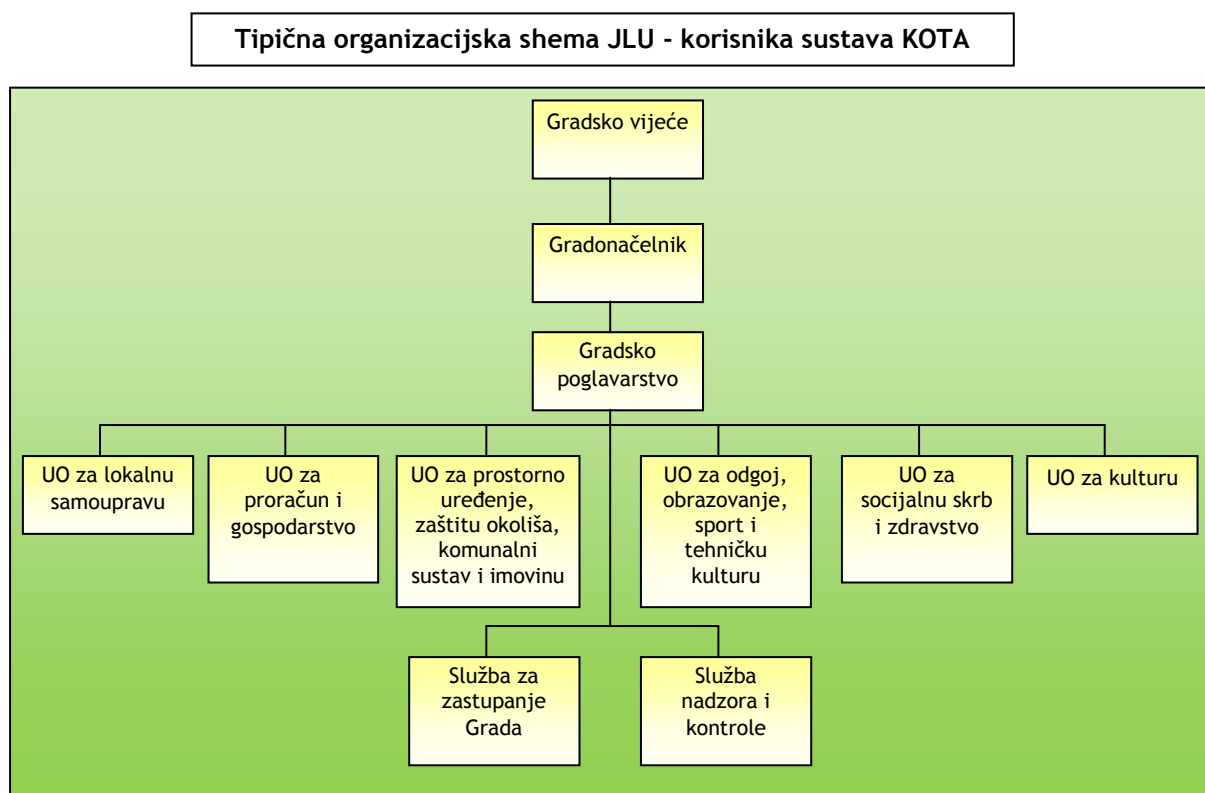 Tipična organizacijska shema JLU - korisnika sustava KOTA
Gradsko vijeće
Gradonačelnik
Gradsko
poglavarstvo
UO za lokalnu
samoupravu
UO za
proračun i
gospodarstvo
UO za prostorno
uređenje,
zaštitu okoliša,
komunalni
sustav i imovinu
UO za odgoj,
obrazovanje,
sport i
tehničku
kulturu
UO za
socijalnu skrb
i zdravstvo
UO za kulturu
Služba za
zastupanje
Grada
Služba
nadzora i
kontrole